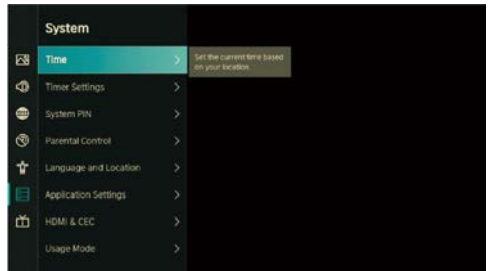 System
Time
Set the current time based
on your location.
Timer Settings
System PIN
Parental Control
Language and Location
Application Settings
HDMI & CEC
Usage Mode